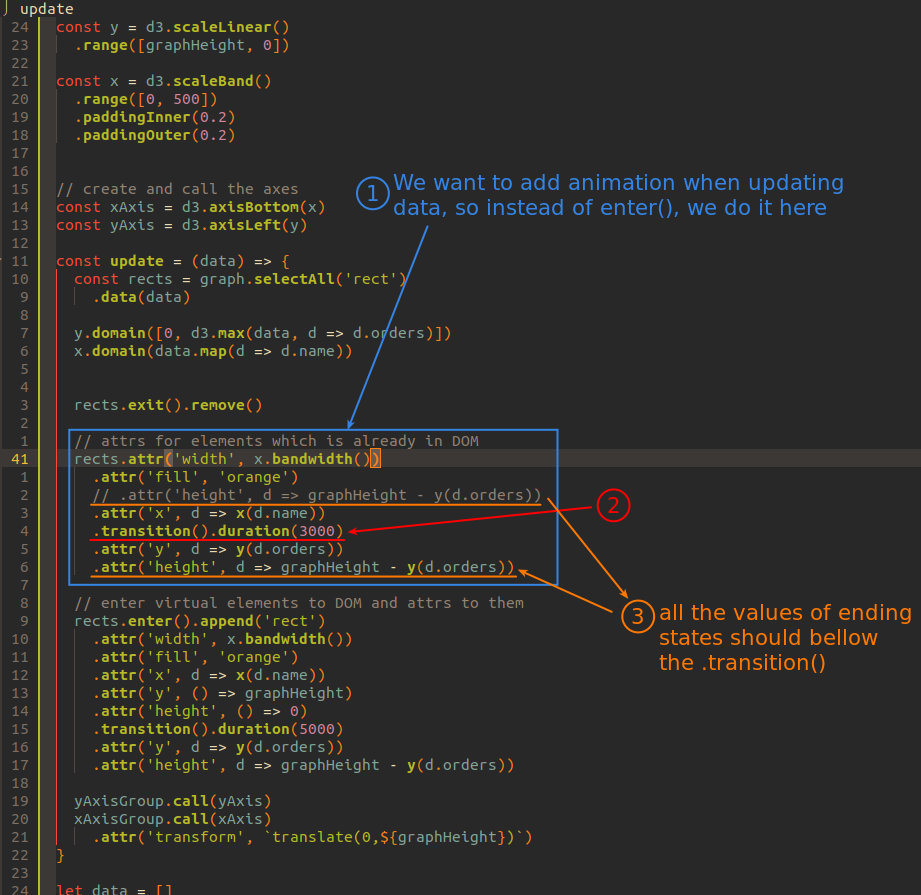 update
24 const y = d3.scaleLinear()
23 .range([graphHeight, 0])
22
21 const x = d3.scaleBand()
20 .range([0, 500])
19 .paddingInner(0.2)
18 .paddingOuter(0.2)
17
16
15 // create and call the axes
14 const xAxis = d3.axisBottom(x)
13 const yAxis = d3.axisLeft(y)
12
① We want to add animation when updating
data, so instead of enter(), we do it here
11 const update = (data) => {
10 const rects = graph.selectAll('rect')
9 .data(data)
8
7 y.domain([0, d3.max(data, d => d.orders)])
6 x.domain(data.map(d => d.name))
5
4
3 rects.exit().remove()
2
1 // attrs for elements which is already in DOM
41 rects.attr('width', x.bandwidth())
1 .attr('fill', 'orange')
2 // .attr('height', d => graphHeight - y(d.orders))
3 .attr('x', d => x(d.name))
②
4 .transition().duration(3000)
5 .attr('y', d => y(d.orders))
6 .attr('height', d => graphHeight - y(d.orders))
7
③ all the values of ending
states should bellow
the .transition()
8 // enter virtual elements to DOM and attrs to them
9 rects.enter().append('rect')
10 .attr('width', x.bandwidth())
11 .attr('fill', 'orange')
12 .attr('x', d => x(d.name))
13 .attr('y', () => graphHeight)
14 .attr('height', () => 0)
15 .transition().duration(5000)
16 .attr('y', d => y(d.orders))
17 .attr('height', d => graphHeight - y(d.orders))
18
19 yAxisGroup.call(yAxis)
20 xAxisGroup.call(xAxis)
21 .attr('transform', `translate(0,${graphHeight})`)
22 }
23
24 let data = []